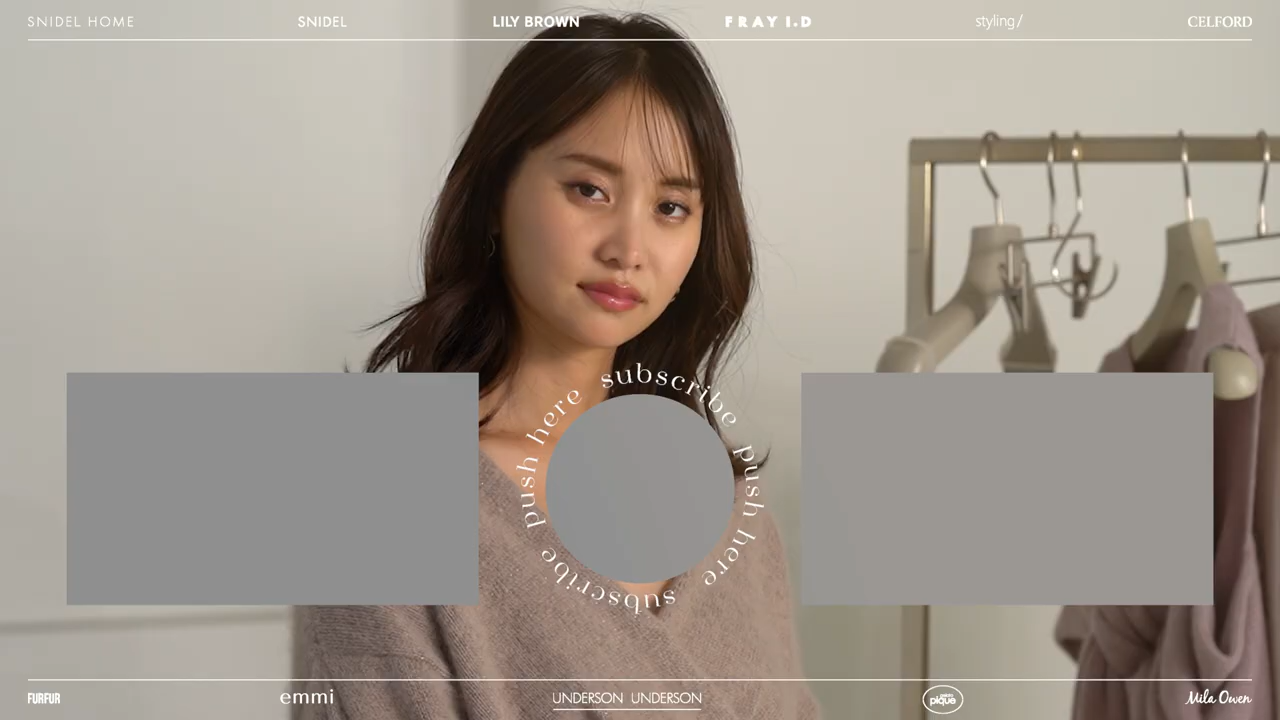 SNIDEL HOME
SNIDEL
LILY BROWN
FRAY I.D
styling/
CELFORD
subscribe push here subscribe push here
FURFUR
emmi
UNDERSON UNDERSON
gelato
pique
Mila Owen